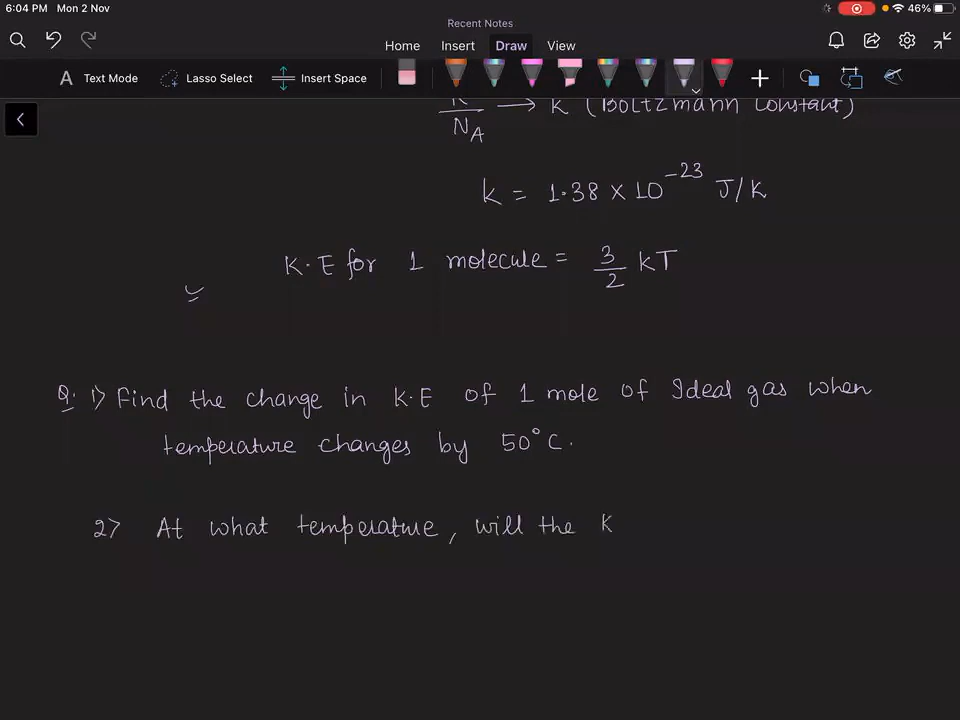 6:04 PM Mon 2 Nov
46%
Recent Notes
Home Insert Draw View
A Text Mode Lasso Select Insert Space
N_A → k (Boltzmann Constant)
k = 1.38 × 10⁻²³ J/K
K.E for 1 molecule = 3/2 kT
Q. 1) Find the change in K.E of 1 mole of Ideal gas when
temperature changes by 50°C.
2) At what temperature, will the K